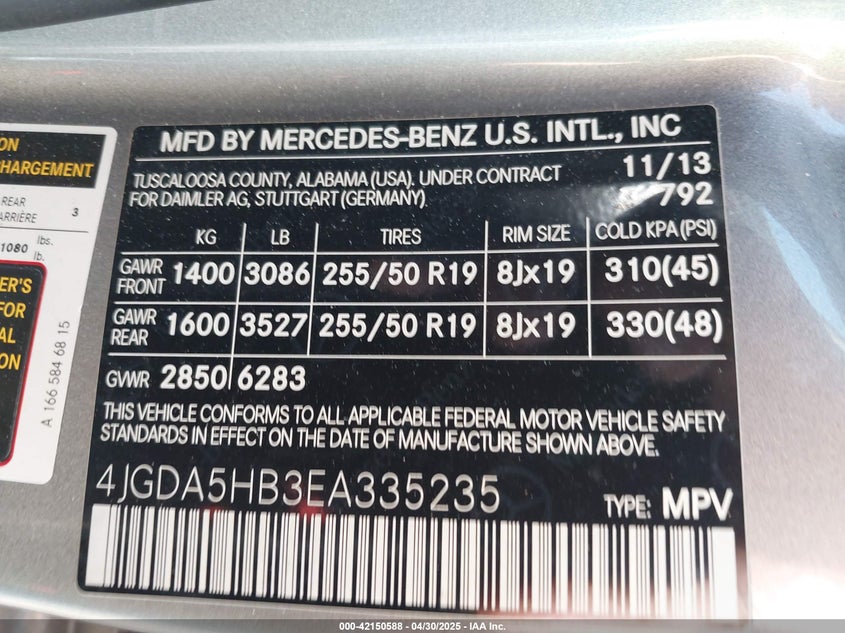 ON
CHARGEMENT
REAR
ARRIÈRE 3
1080 lbs.
lb.
ER'S
FOR
AL
ON
A 166 584 68 15
MFD BY MERCEDES-BENZ U.S. INTL., INC
TUSCALOOSA COUNTY, ALABAMA (USA). UNDER CONTRACT 11/13
FOR DAIMLER AG, STUTTGART (GERMANY) 792
KG LB TIRES RIM SIZE COLD KPA (PSI)
GAWR FRONT 1400 3086 255/50 R19 8Jx19 310(45)
GAWR REAR 1600 3527 255/50 R19 8Jx19 330(48)
GVWR 2850 6283
THIS VEHICLE CONFORMS TO ALL APPLICABLE FEDERAL MOTOR VEHICLE SAFETY
STANDARDS IN EFFECT ON THE DATE OF MANUFACTURE SHOWN ABOVE.
4JGDA5HB3EA335235 TYPE: MPV
000-42150588 - 04/30/2025 - IAA Inc.